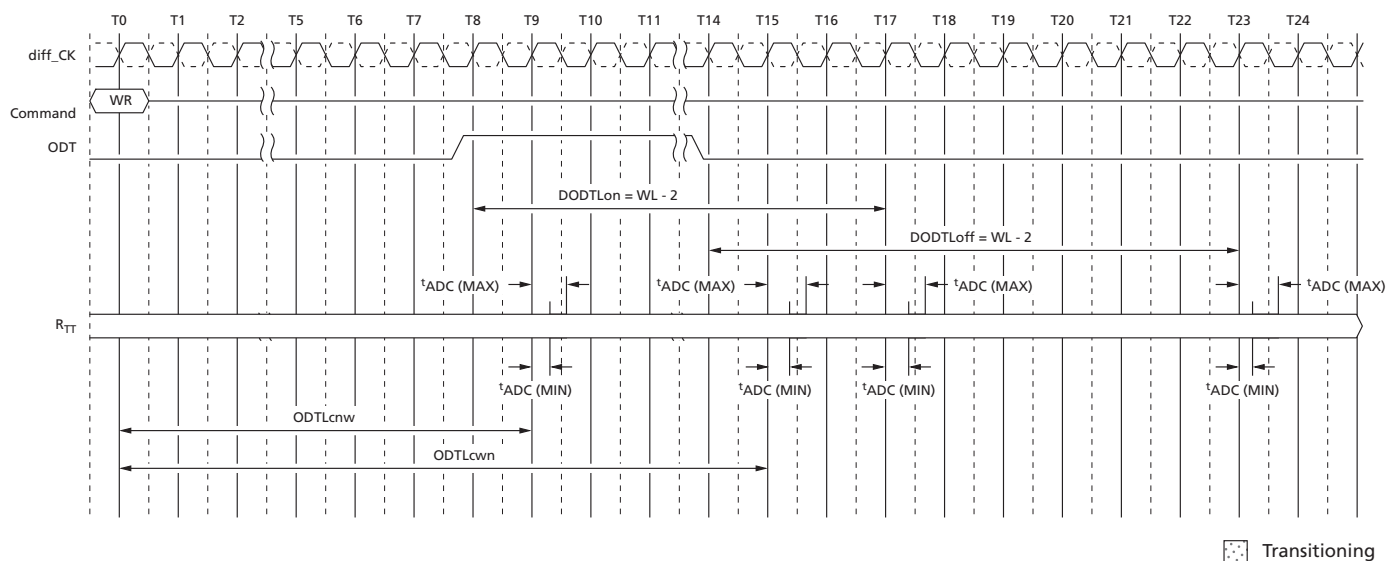 T0 T1 T2 T5 T6 T7 T8 T9 T10 T11 T14 T15 T16 T17 T18 T19 T20 T21 T22 T23 T24
diff_CK
WR
Command
ODT
DODTLon = WL - 2
DODTLoff = WL - 2
tADC (MAX) tADC (MAX) tADC (MAX) tADC (MAX)
RTT
tADC (MIN) tADC (MIN) tADC (MIN) tADC (MIN)
ODTLcnw
ODTLcwn
Transitioning